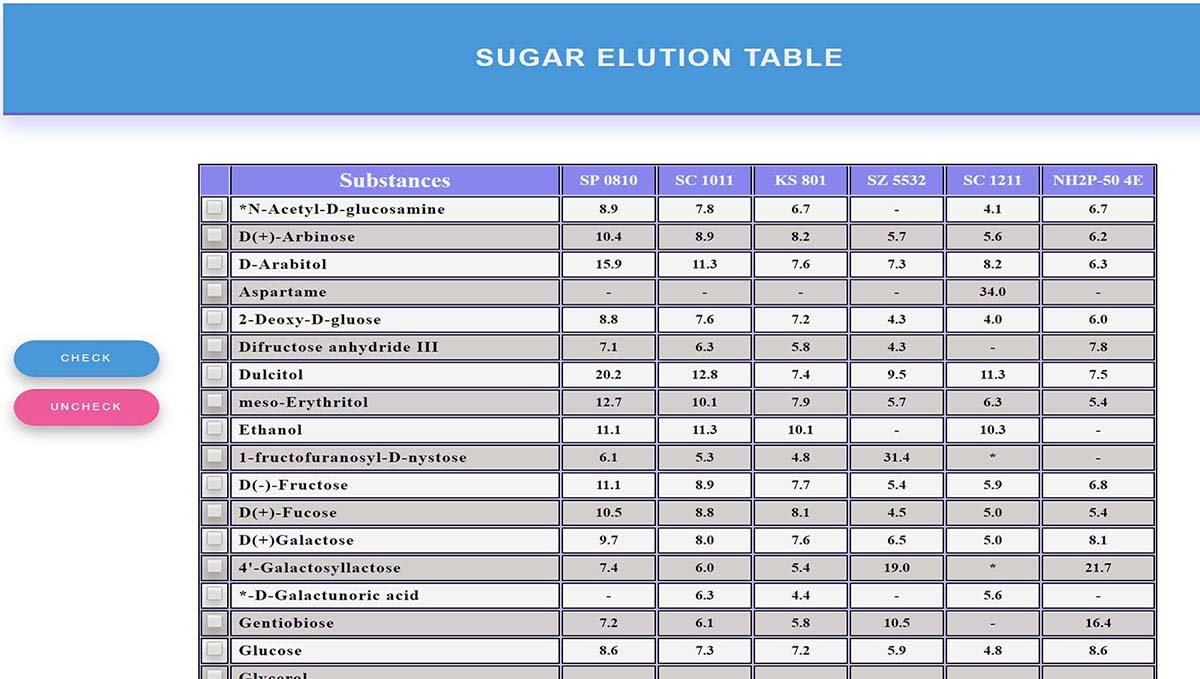 SUGAR ELUTION TABLE
Substances SP 0810 SC 1011 KS 801 SZ 5532 SC 1211 NH2P-50 4E
*N-Acetyl-D-glucosamine 8.9 7.8 6.7 - 4.1 6.7
D(+)-Arbinose 10.4 8.9 8.2 5.7 5.6 6.2
D-Arabitol 15.9 11.3 7.6 7.3 8.2 6.3
Aspartame - - - - 34.0 -
2-Deoxy-D-gluose 8.8 7.6 7.2 4.3 4.0 6.0
Difructose anhydride III 7.1 6.3 5.8 4.3 - 7.8
CHECK
Dulcitol 20.2 12.8 7.4 9.5 11.3 7.5
meso-Erythritol 12.7 10.1 7.9 5.7 6.3 5.4
UNCHECK
Ethanol 11.1 11.3 10.1 - 10.3 -
1-fructofuranosyl-D-nystose 6.1 5.3 4.8 31.4 * -
D(-)-Fructose 11.1 8.9 7.7 5.4 5.9 6.8
D(+)-Fucose 10.5 8.8 8.1 4.5 5.0 5.4
D(+)Galactose 9.7 8.0 7.6 6.5 5.0 8.1
4'-Galactosyllactose 7.4 6.0 5.4 19.0 * 21.7
*-D-Galactunoric acid - 6.3 4.4 - 5.6 -
Gentiobiose 7.2 6.1 5.8 10.5 - 16.4
Glucose 8.6 7.3 7.2 5.9 4.8 8.6
Glycerol